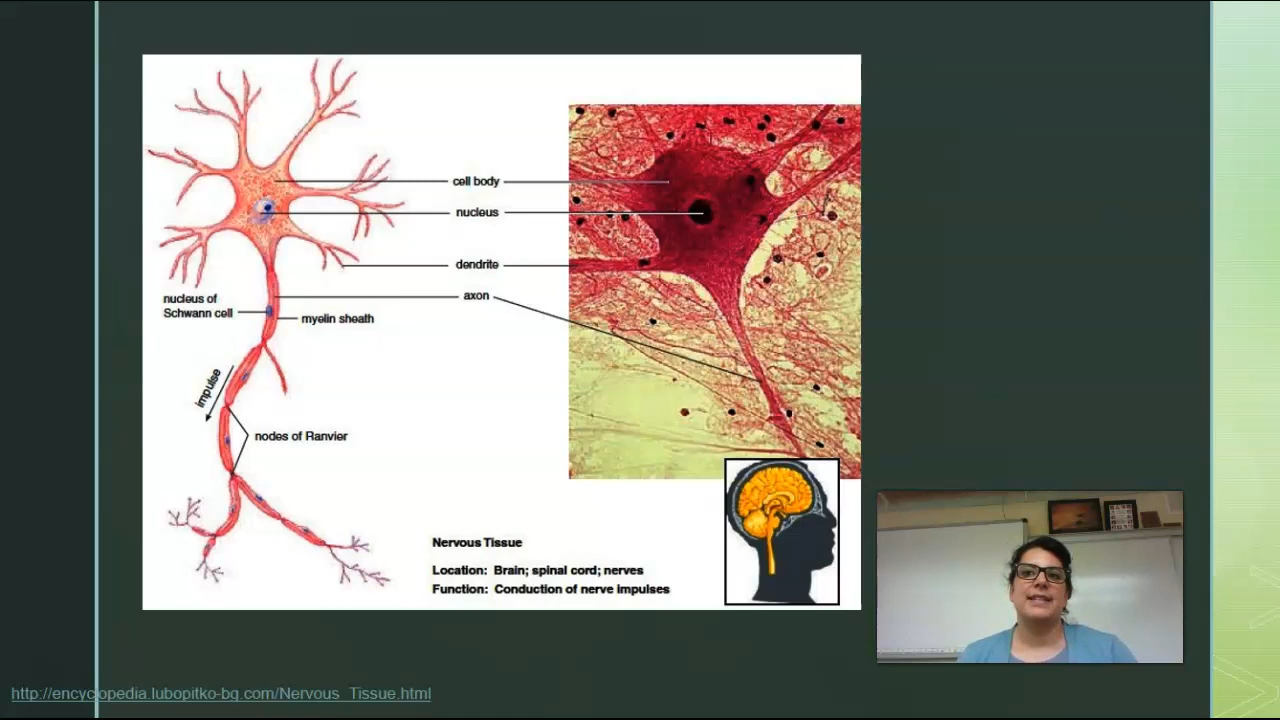 cell body
nucleus
dendrite
axon
nucleus of
Schwann cell
myelin sheath
impulse
nodes of Ranvier
Nervous Tissue
Location: Brain; spinal cord; nerves
Function: Conduction of nerve impulses
http://encyclopedia.lubopitko-bg.com/Nervous_Tissue.html